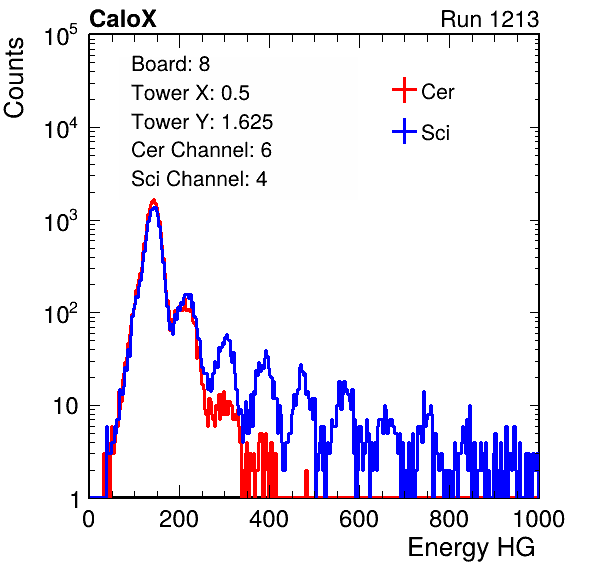 CaloX Run 1213
Counts
10^5
10^4
10^3
10^2
10
1
Board: 8
Tower X: 0.5
Tower Y: 1.625
Cer Channel: 6
Sci Channel: 4
Cer
Sci
0 200 400 600 800 1000
Energy HG